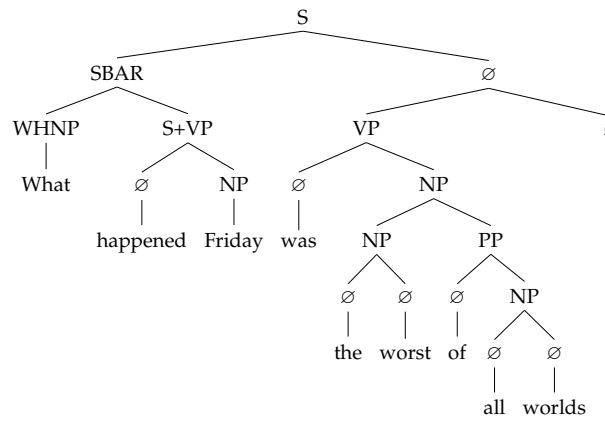 S
SBAR ∅
WHNP S+VP VP
What ∅ NP ∅ NP
happened Friday was NP PP
∅ ∅ ∅ NP
the worst of ∅ ∅
all worlds